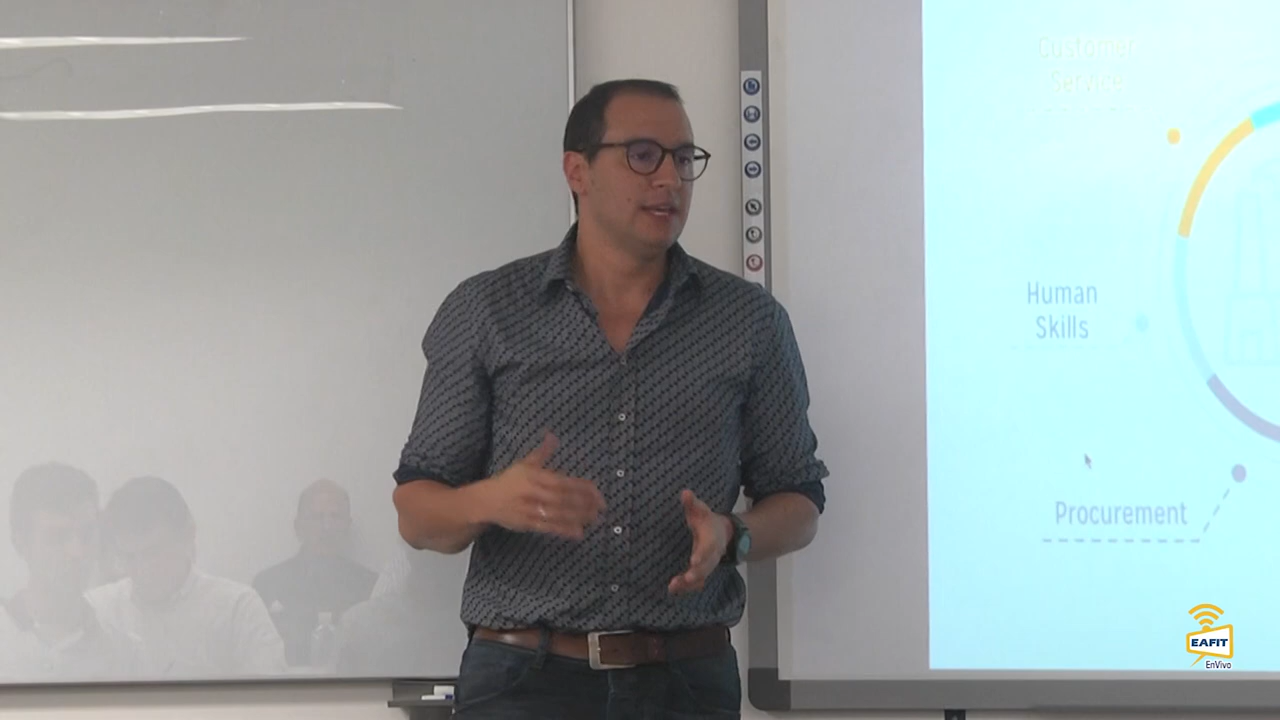 Customer
Service
Human
Skills
Procurement
EAFIT
EnVivo